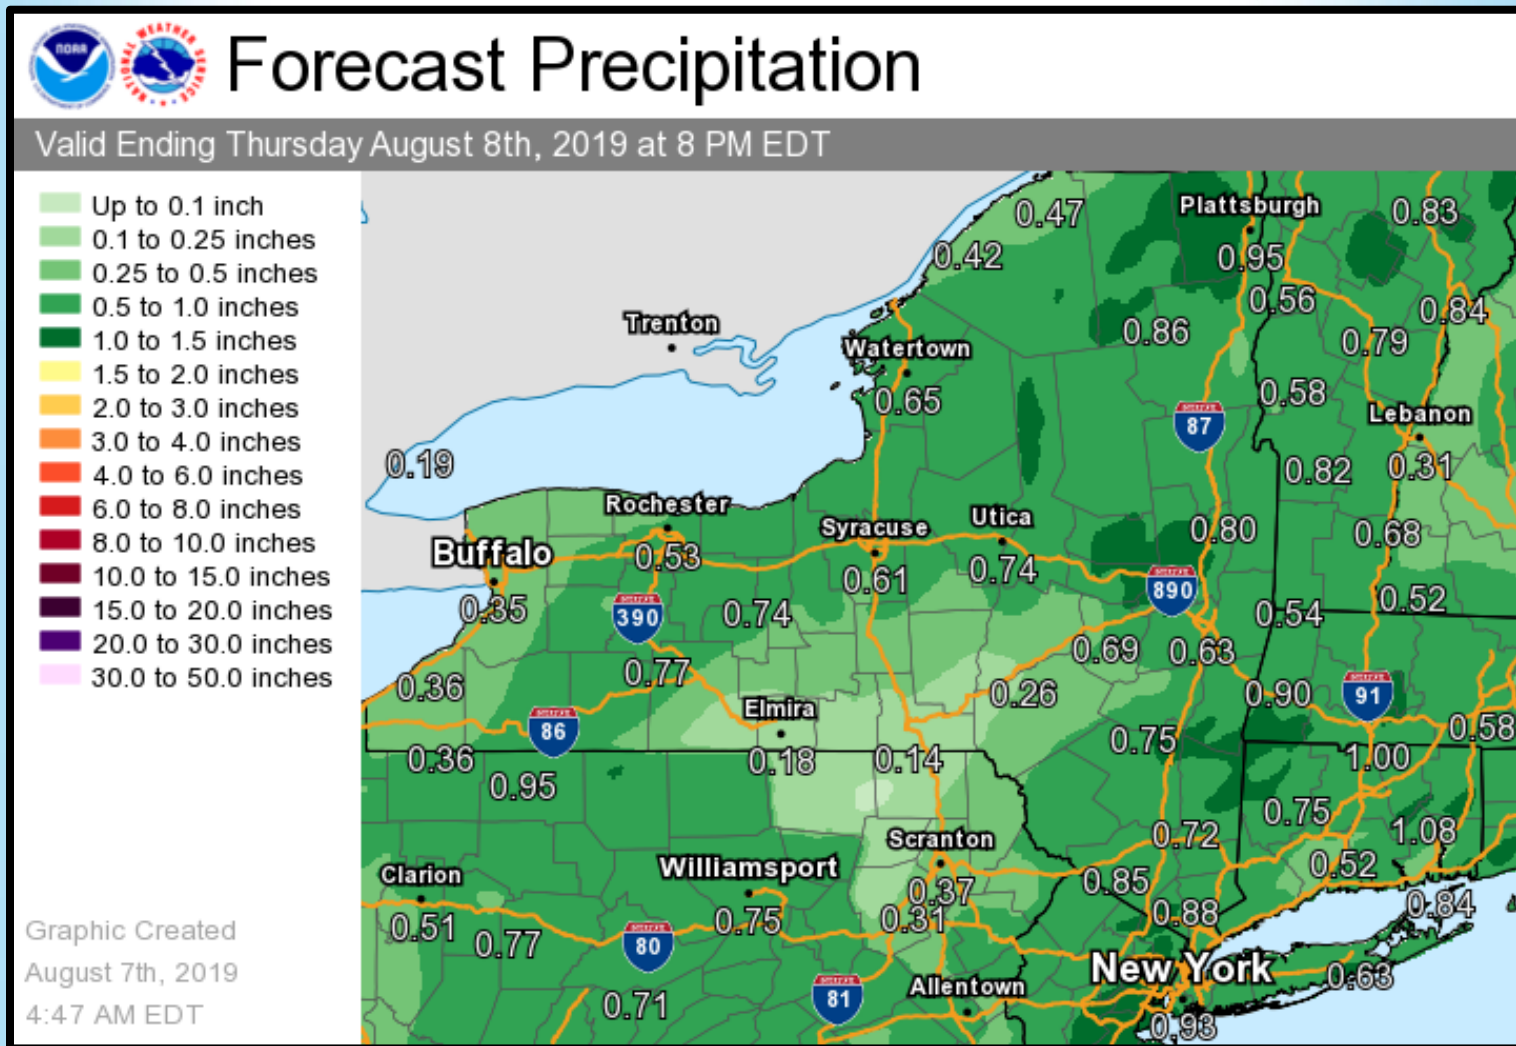 NOAA
NATIONAL WEATHER SERVICE
Forecast Precipitation
Valid Ending Thursday August 8th, 2019 at 8 PM EDT
Up to 0.1 inch
0.1 to 0.25 inches
0.25 to 0.5 inches
0.5 to 1.0 inches
1.0 to 1.5 inches
1.5 to 2.0 inches
2.0 to 3.0 inches
3.0 to 4.0 inches
4.0 to 6.0 inches
6.0 to 8.0 inches
8.0 to 10.0 inches
10.0 to 15.0 inches
15.0 to 20.0 inches
20.0 to 30.0 inches
30.0 to 50.0 inches
Graphic Created
August 7th, 2019
4:47 AM EDT
Plattsburgh
0.47
0.83
0.42
0.95
0.56
0.84
Trenton
0.86
0.79
Watertown
0.65
0.58
Lebanon
87
0.19
0.82
0.31
Rochester
Syracuse
Utica
0.80
0.68
Buffalo
0.53
0.61
0.74
890
0.35
390
0.74
0.54
0.52
0.69
0.63
0.77
0.36
0.26
0.90
91
Elmira
86
0.75
0.58
0.36
0.18
0.14
1.00
0.95
0.75
Scranton
0.72
1.08
Clarion
Williamsport
0.52
0.37
0.85
0.51
0.75
0.31
0.88
0.84
0.77
80
New York
0.63
81
Allentown
0.71
0.93